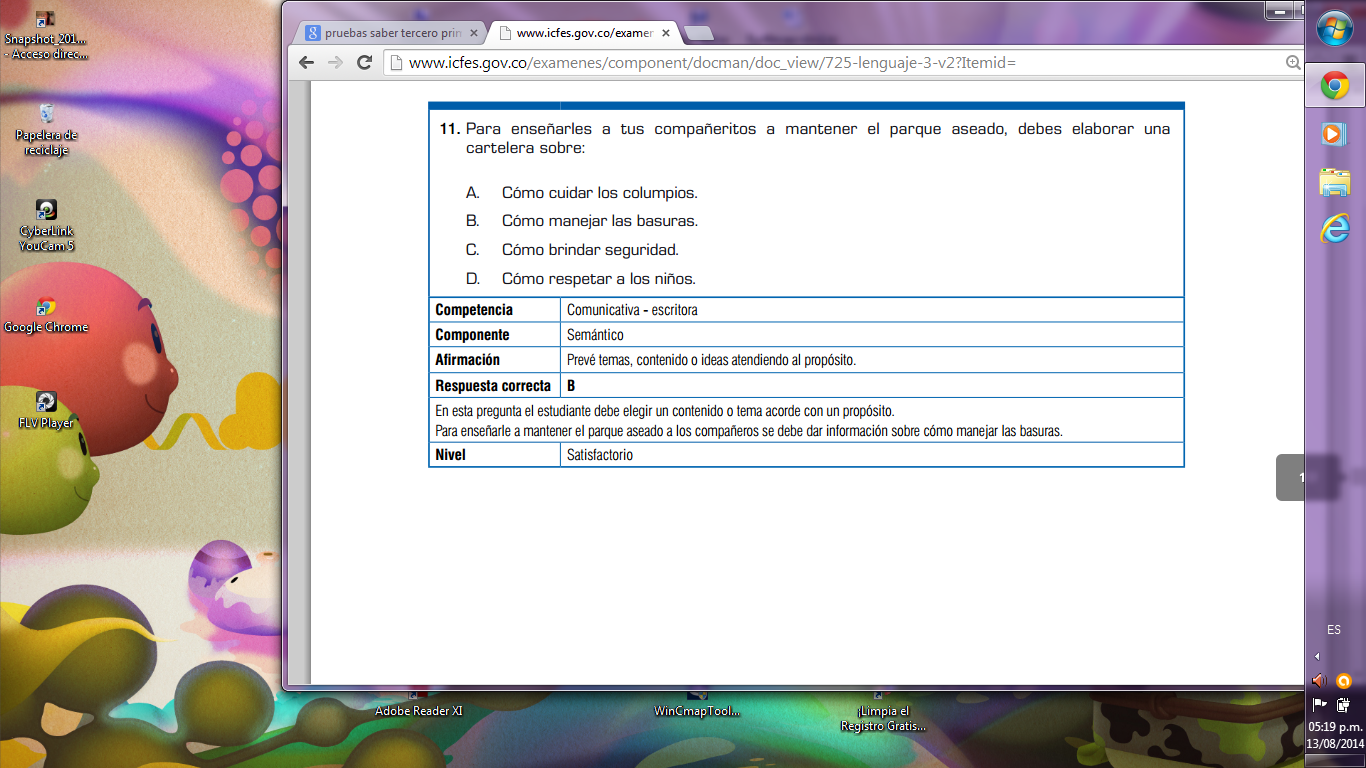 Snapshot_201...
- Acceso direc...
Papelera de
reciclaje
CyberLink
YouCam 5
Google Chrome
FLV Player
pruebas saber tercero prin
www.icfes.gov.co/examen
www.icfes.gov.co/examenes/component/docman/doc_view/725-lenguaje-3-v2?Itemid=
11. Para enseñarles a tus compañeritos a mantener el parque aseado, debes elaborar una
cartelera sobre:
A. Cómo cuidar los columpios.
B. Cómo manejar las basuras.
C. Cómo brindar seguridad.
D. Cómo respetar a los niños.
Competencia Comunicativa - escritora
Componente Semántico
Afirmación Prevé temas, contenido o ideas atendiendo al propósito.
Respuesta correcta B
En esta pregunta el estudiante debe elegir un contenido o tema acorde con un propósito.
Para enseñarle a mantener el parque aseado a los compañeros se debe dar información sobre cómo manejar las basuras.
Nivel Satisfactorio
1
Adobe Reader XI
WinCmapTool...
¡Limpia el
Registro Gratis...
ES
05:19 p.m.
13/08/2014